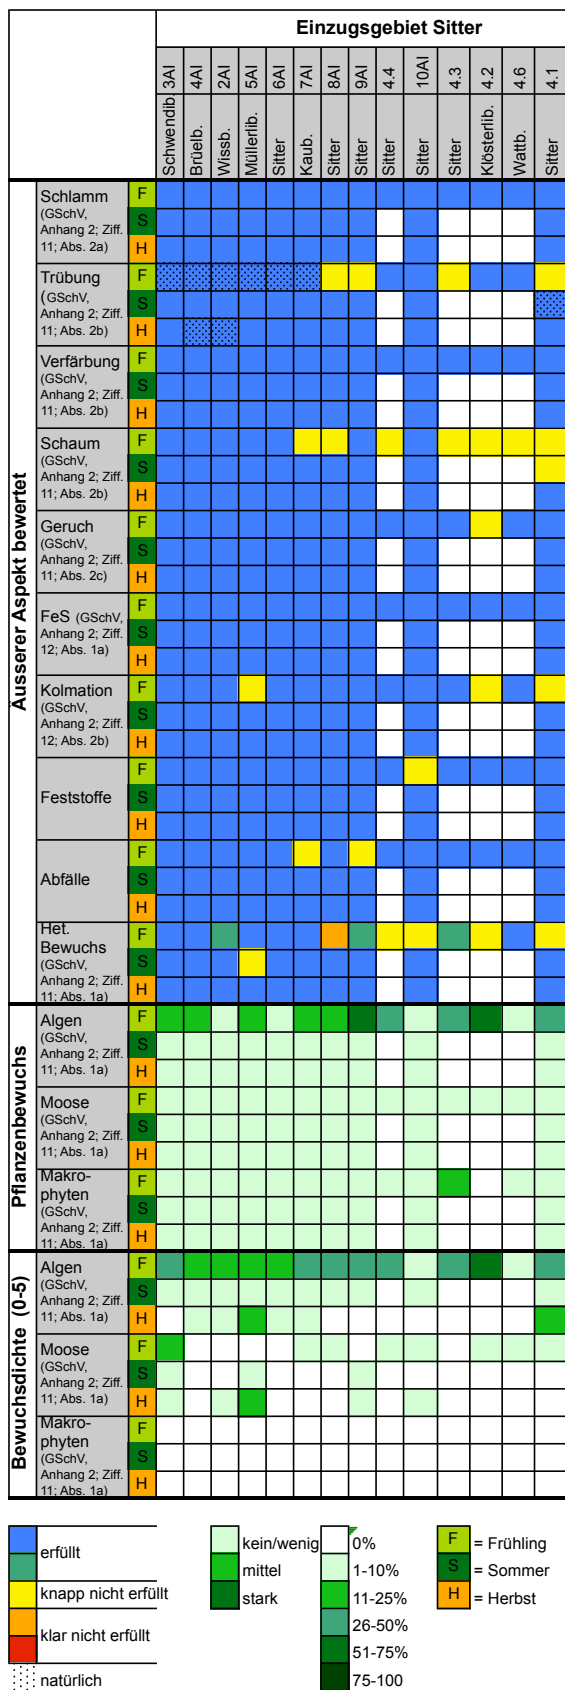 Einzugsgebiet Sitter
3AI 4AI 2AI 5AI 6AI 7AI 8AI 9AI 4.4 10AI 4.3 4.2 4.6 4.1
Schwendib. Brüelb. Wissb. Müllerlib. Sitter Kaub. Sitter Sitter Sitter Sitter Sitter Klösterlib. Wattb. Sitter
Äusserer Aspekt bewertet
Schlamm
(GSchV,
Anhang 2; Ziff.
11; Abs. 2a)
F
S
H
Trübung
(GSchV,
Anhang 2; Ziff.
11; Abs. 2b)
F
S
H
Verfärbung
(GSchV,
Anhang 2; Ziff.
11; Abs. 2b)
F
S
H
Schaum
(GSchV,
Anhang 2; Ziff.
11; Abs. 2b)
F
S
H
Geruch
(GSchV,
Anhang 2; Ziff.
11; Abs. 2c)
F
S
H
FeS (GSchV,
Anhang 2; Ziff.
12; Abs. 1a)
F
S
H
Kolmation
(GSchV,
Anhang 2; Ziff.
12; Abs. 2b)
F
S
H
Feststoffe
F
S
H
Abfälle
F
S
H
Het.
Bewuchs
(GSchV,
Anhang 2; Ziff.
11; Abs. 1a)
F
S
H
Pflanzenbewuchs
Algen
(GSchV,
Anhang 2; Ziff.
11; Abs. 1a)
F
S
H
Moose
(GSchV,
Anhang 2; Ziff.
11; Abs. 1a)
F
S
H
Makro-
phyten
(GSchV,
Anhang 2; Ziff.
11; Abs. 1a)
F
S
H
Bewuchsdichte (0-5)
Algen
(GSchV,
Anhang 2; Ziff.
11; Abs. 1a)
F
S
H
Moose
(GSchV,
Anhang 2; Ziff.
11; Abs. 1a)
F
S
H
Makro-
phyten
(GSchV,
Anhang 2; Ziff.
11; Abs. 1a)
F
S
H
erfüllt
knapp nicht erfüllt
klar nicht erfüllt
natürlich
kein/wenig
mittel
stark
0%
1-10%
11-25%
26-50%
51-75%
75-100
F = Frühling
S = Sommer
H = Herbst